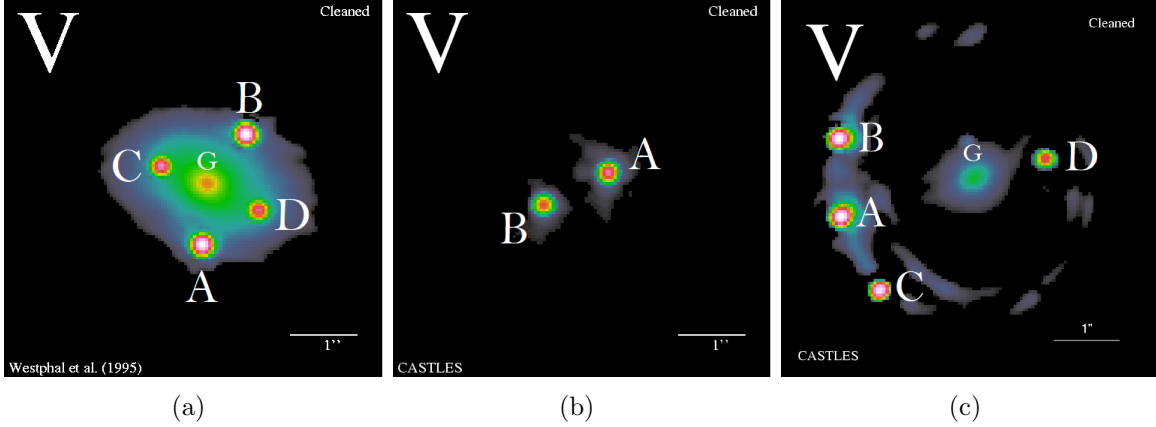 V
Cleaned
B
C
G
D
A
1’’
Westphal et al. (1995)
(a)
V
Cleaned
A
B
1’’
CASTLES
(b)
V
Cleaned
B
G
D
A
C
1"
CASTLES
(c)